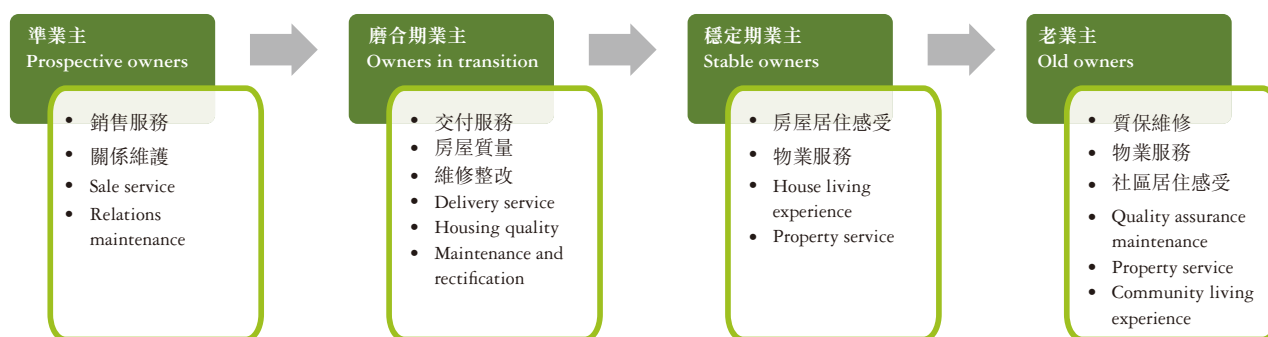 準業主
Prospective owners
• 銷售服務
• 關係維護
• Sale service
• Relations
maintenance
磨合期業主
Owners in transition
• 交付服務
• 房屋質量
• 維修整改
• Delivery service
• Housing quality
• Maintenance and
rectification
穩定期業主
Stable owners
• 房屋居住感受
• 物業服務
• House living
experience
• Property service
老業主
Old owners
• 質保維修
• 物業服務
• 社區居住感受
• Quality assurance
maintenance
• Property service
• Community living
experience